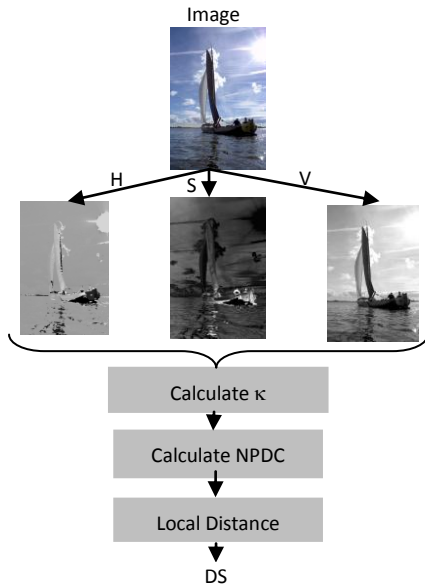 Image
H
S
V
Calculate κ
Calculate NPDC
Local Distance
DS